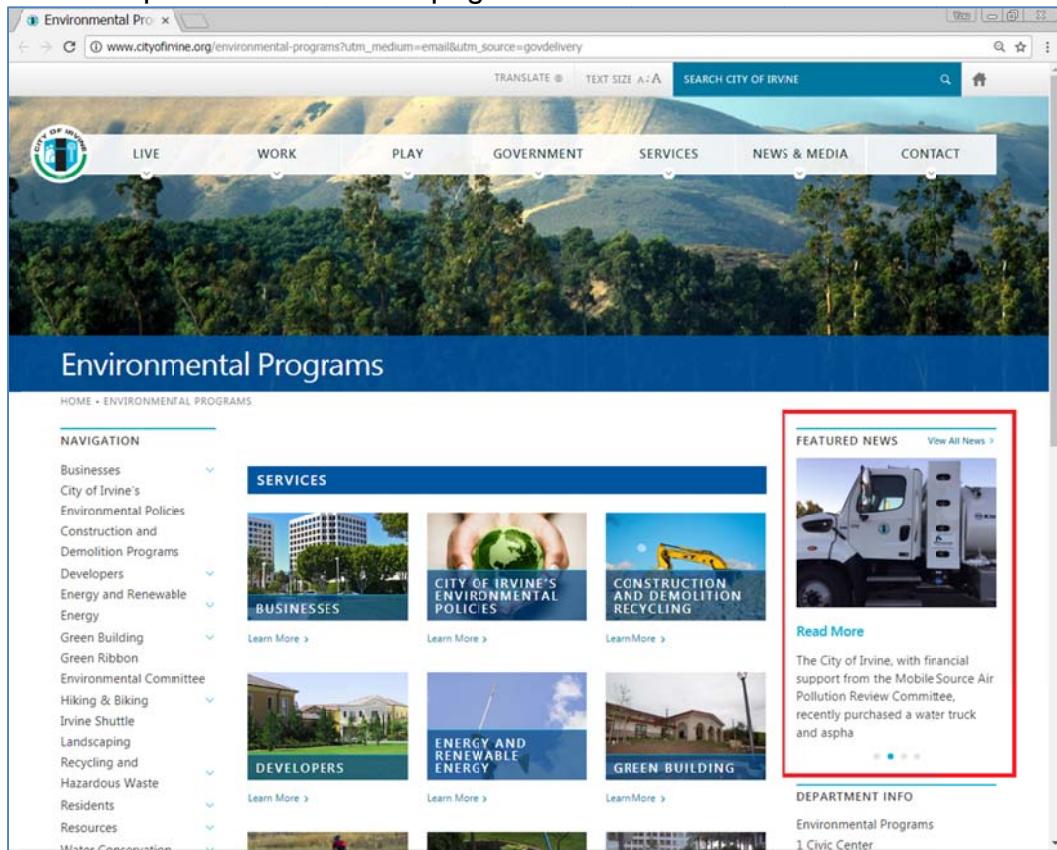 Environmental Pro
www.cityofirvine.org/environmental-programs?utm_medium=email&utm_source=govdelivery
TRANSLATE
TEXT SIZE A A A
SEARCH CITY OF IRVINE
CITY OF IRVINE
LIVE
WORK
PLAY
GOVERNMENT
SERVICES
NEWS & MEDIA
CONTACT
Environmental Programs
HOME • ENVIRONMENTAL PROGRAMS
NAVIGATION
Businesses
City of Irvine's
Environmental Policies
Construction and
Demolition Programs
Developers
Energy and Renewable
Energy
Green Building
Green Ribbon
Environmental Committee
Hiking & Biking
Irvine Shuttle
Landscaping
Recycling and
Hazardous Waste
Residents
Resources
Water Conservation
SERVICES
BUSINESSES
Learn More >
CITY OF IRVINE'S
ENVIRONMENTAL
POLICIES
Learn More >
CONSTRUCTION
AND DEMOLITION
RECYCLING
Learn More >
DEVELOPERS
Learn More >
ENERGY AND
RENEWABLE
ENERGY
Learn More >
GREEN BUILDING
Learn More >
FEATURED NEWS
View All News >
Read More
The City of Irvine, with financial
support from the Mobile Source Air
Pollution Review Committee,
recently purchased a water truck
and aspha
DEPARTMENT INFO
Environmental Programs
1 Civic Center